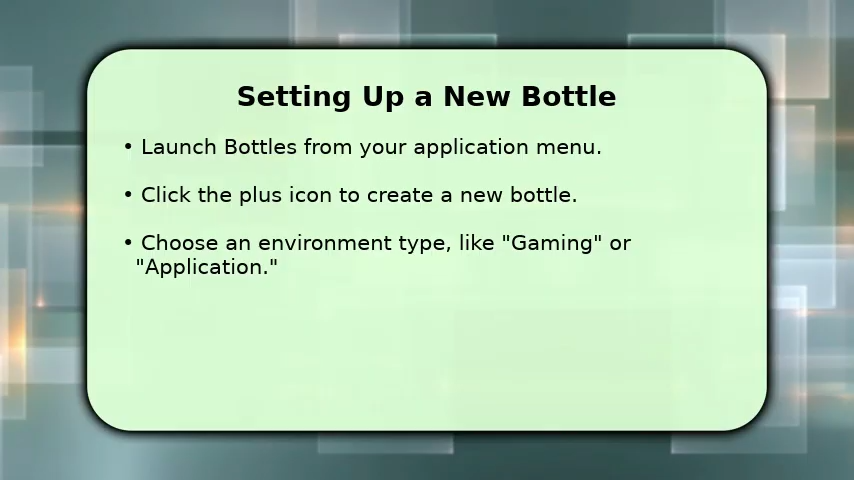 Setting Up a New Bottle
• Launch Bottles from your application menu.
• Click the plus icon to create a new bottle.
• Choose an environment type, like "Gaming" or
"Application."